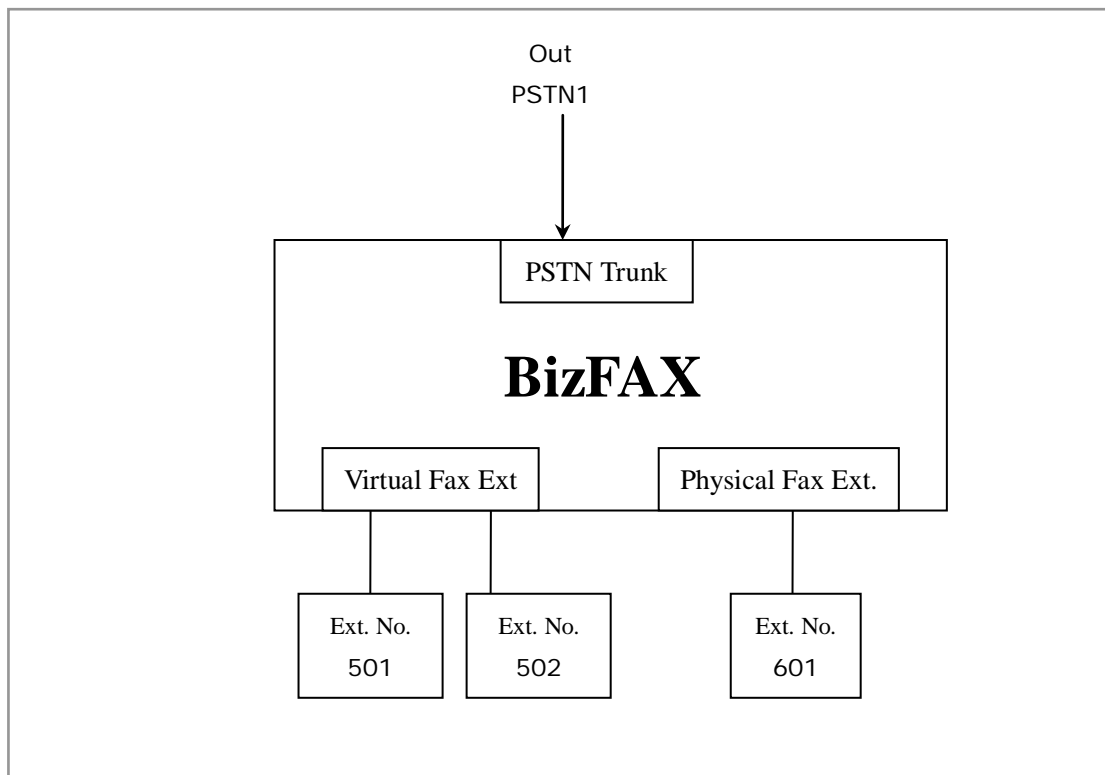 Out
PSTN1
PSTN Trunk
BizFAX
Virtual Fax Ext
Physical Fax Ext.
Ext. No.
501
Ext. No.
502
Ext. No.
601